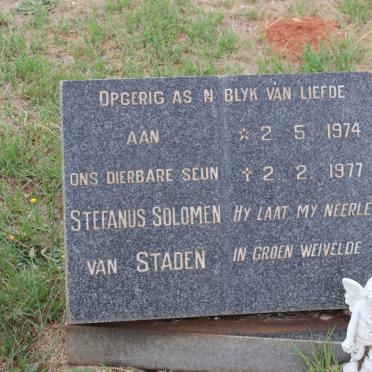 OPGERIG AS 'N BLYK VAN LIEFDE
AAN
ONS DIERBARE SEUN
STEFANUS SOLOMEN
VAN STADEN
☆ 2. 5. 1974
✝ 2. 2. 1977
HY LAAT MY NEERLE
IN GROEN WEIVELDE